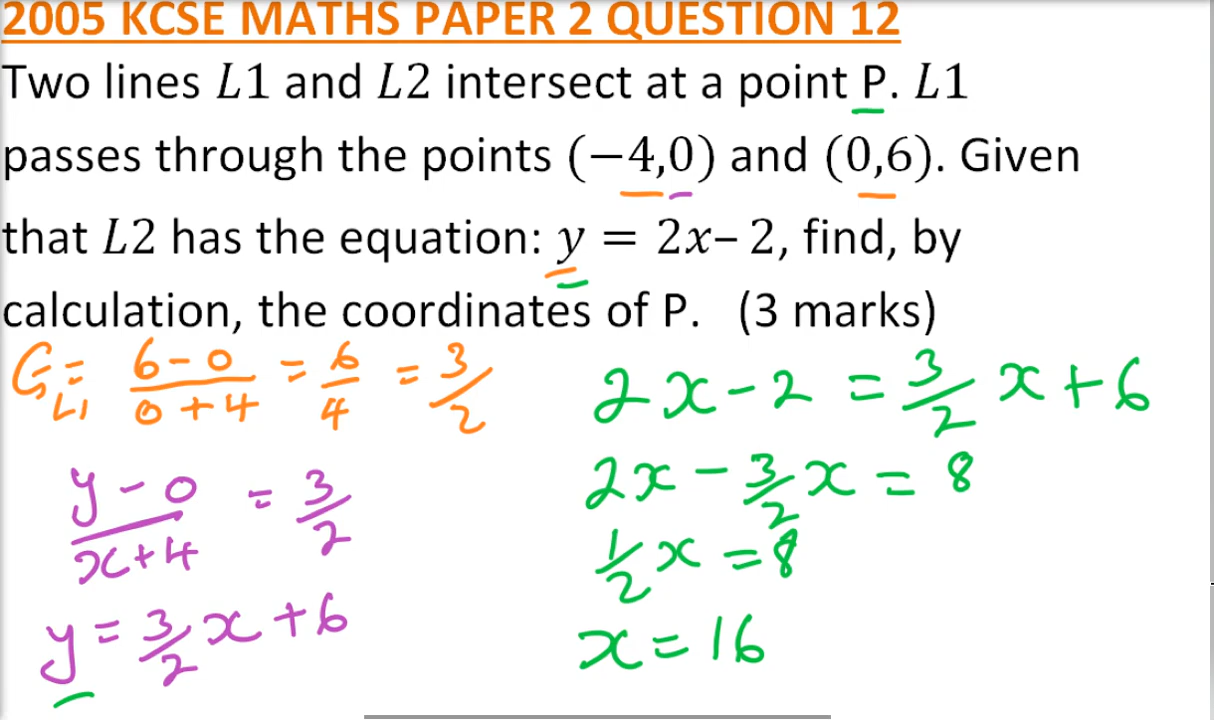 2005 KCSE MATHS PAPER 2 QUESTION 12
Two lines L1 and L2 intersect at a point P. L1
passes through the points (−4,0) and (0,6). Given
that L2 has the equation: y = 2x– 2, find, by
calculation, the coordinates of P. (3 marks)
G L1 = 6-0/0+4 = 6/4 = 3/2
y-0/x+4 = 3/2
y = 3/2 x + 6
2x - 2 = 3/2 x + 6
2x - 3/2 x = 8
1/2 x = 8
x = 16